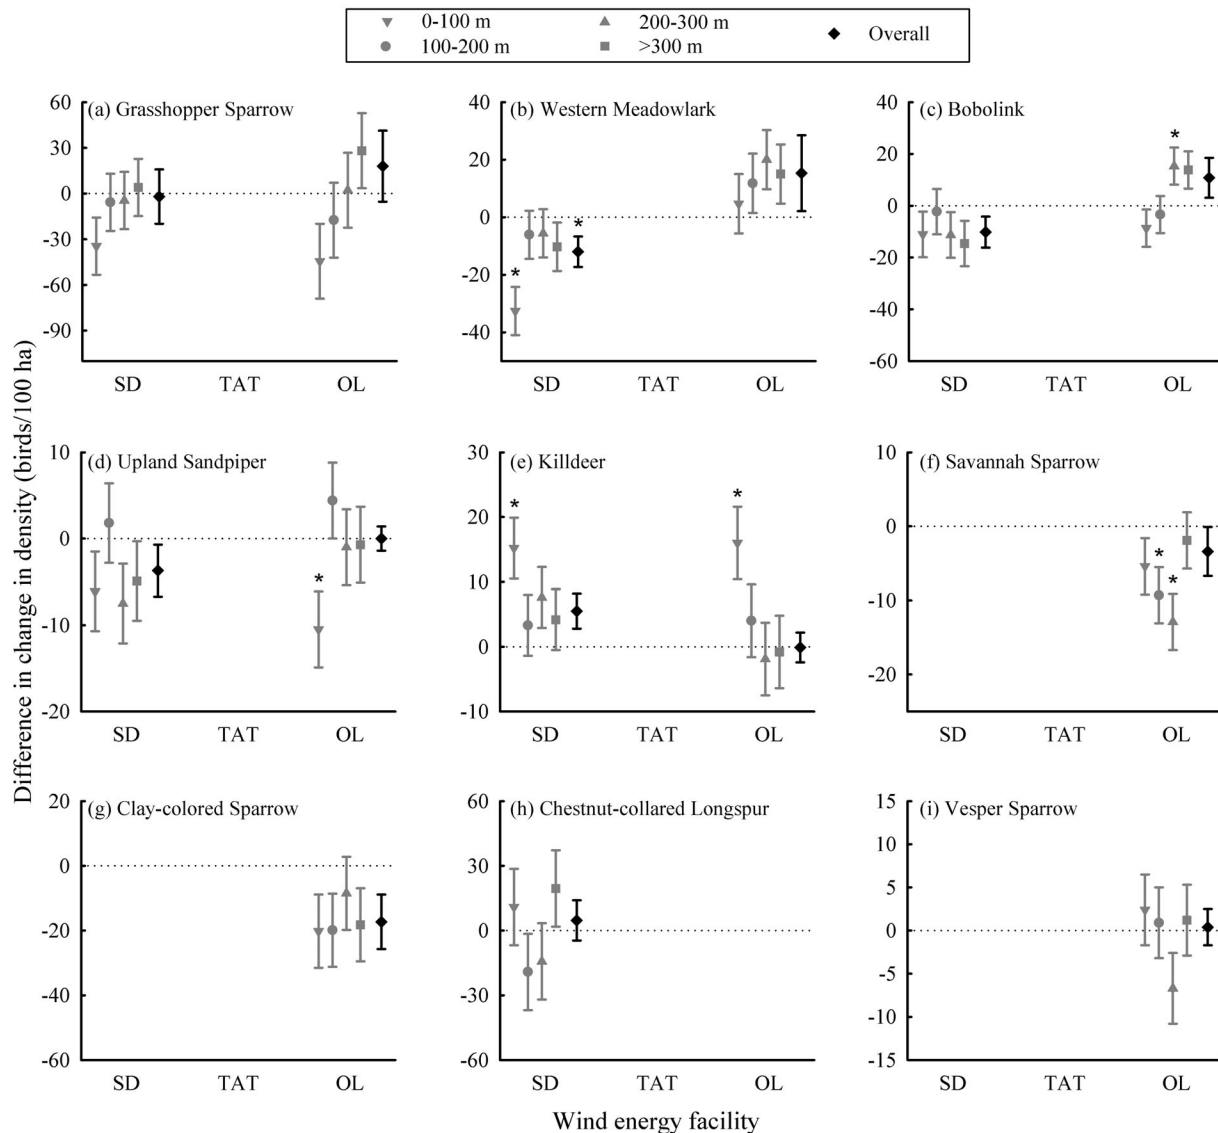 0-100 m 200-300 m
100-200 m >300 m Overall
Difference in change in density (birds/100 ha)
(a) Grasshopper Sparrow
60
30
0
-30
-60
-90
SD TAT OL
(b) Western Meadowlark
40
20
0
-20
-40
* * 
SD TAT OL
(c) Bobolink
40
20
0
-20
-40
-60
*
SD TAT OL
(d) Upland Sandpiper
10
0
-10
-20
*
SD TAT OL
(e) Killdeer
30
20
10
0
-10
* *
SD TAT OL
(f) Savannah Sparrow
10
0
-10
-20
* *
SD TAT OL
(g) Clay-colored Sparrow
20
0
-20
-40
-60
SD TAT OL
(h) Chestnut-collared Longspur
60
30
0
-30
-60
SD TAT OL
(i) Vesper Sparrow
15
10
5
0
-5
-10
-15
SD TAT OL
Wind energy facility